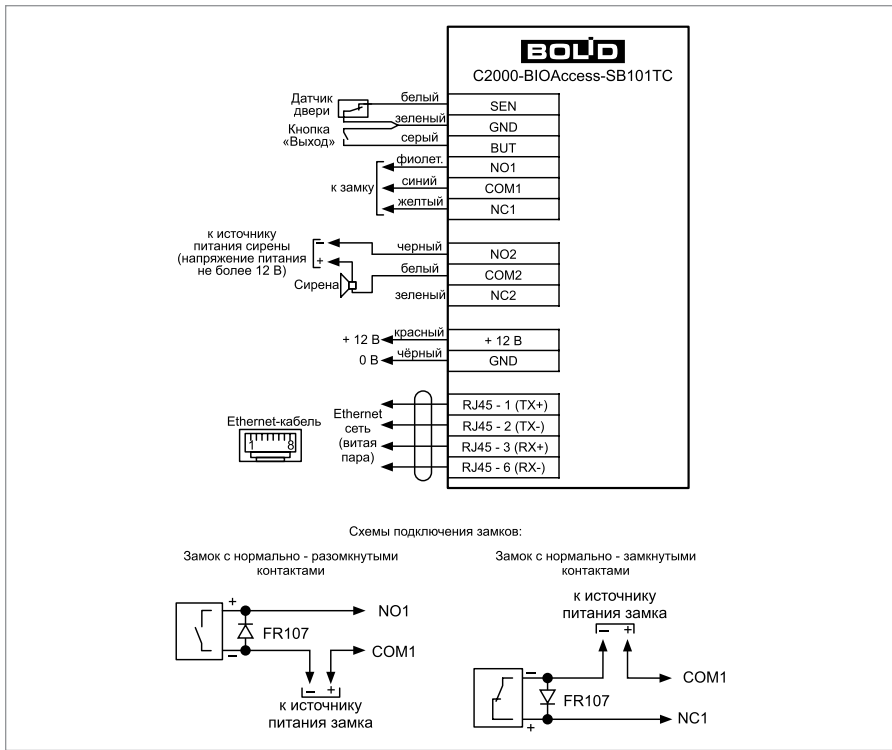 BOLID
C2000-BIOAccess-SB101TC
Датчик
двери
белый
SEN
зеленый
GND
Кнопка
«Выход»
серый
BUT
фиолет.
NO1
к замку
синий
COM1
желтый
NC1
к источнику
питания сирены
(напряжение питания
не более 12 В)
–
+
черный
NO2
белый
COM2
Сирена
зеленый
NC2
+ 12 В
красный
+ 12 В
0 В
чёрный
GND
Ethernet-кабель
1 8
Ethernet
сеть
(витая
пара)
RJ45 - 1 (TX+)
RJ45 - 2 (TX-)
RJ45 - 3 (RX+)
RJ45 - 6 (RX-)
Схемы подключения замков:
Замок с нормально - разомкнутыми
контактами
+
NO1
FR107
–
COM1
– +
к источнику
питания замка
Замок с нормально - замкнутыми
контактами
к источнику
питания замка
– +
–
COM1
FR107
+
NC1